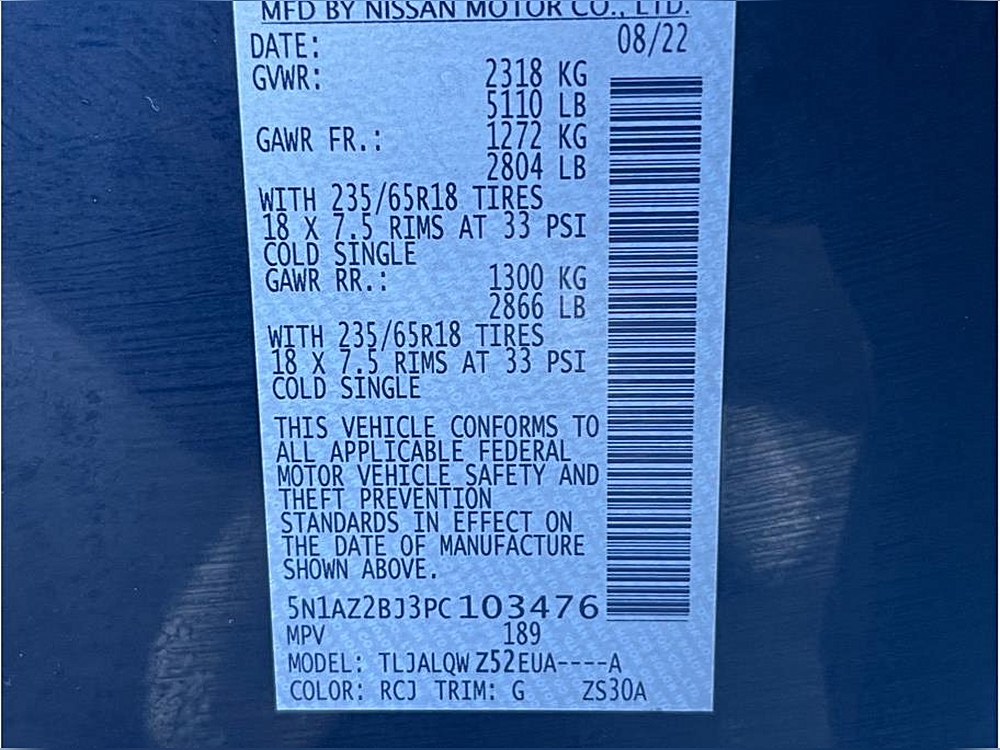 MFD BY NISSAN MOTOR CO., LTD.
DATE: 08/22
GVWR: 2318 KG
5110 LB
GAWR FR.: 1272 KG
2804 LB
WITH 235/65R18 TIRES
18 X 7.5 RIMS AT 33 PSI
COLD SINGLE
GAWR RR.: 1300 KG
2866 LB
WITH 235/65R18 TIRES
18 X 7.5 RIMS AT 33 PSI
COLD SINGLE
THIS VEHICLE CONFORMS TO
ALL APPLICABLE FEDERAL
MOTOR VEHICLE SAFETY AND
THEFT PREVENTION
STANDARDS IN EFFECT ON
THE DATE OF MANUFACTURE
SHOWN ABOVE.
5N1AZ2BJ3PC103476
MPV 189
MODEL: TLJALQW Z52EUA----A
COLOR: RCJ TRIM: G ZS30A